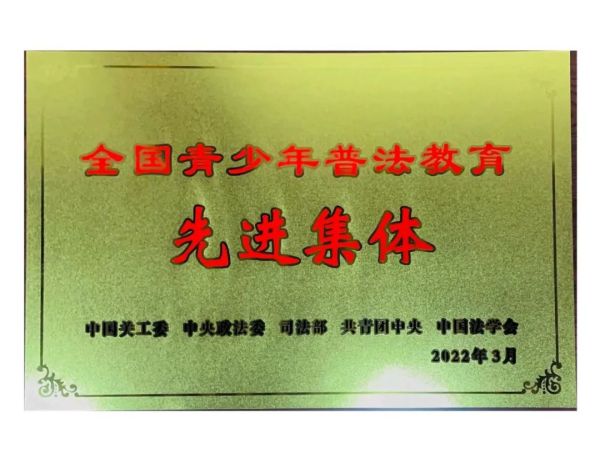 全国青少年普法教育
先进集体
中国关工委 中央政法委 司法部 共青团中央 中国法学会
2022年3月